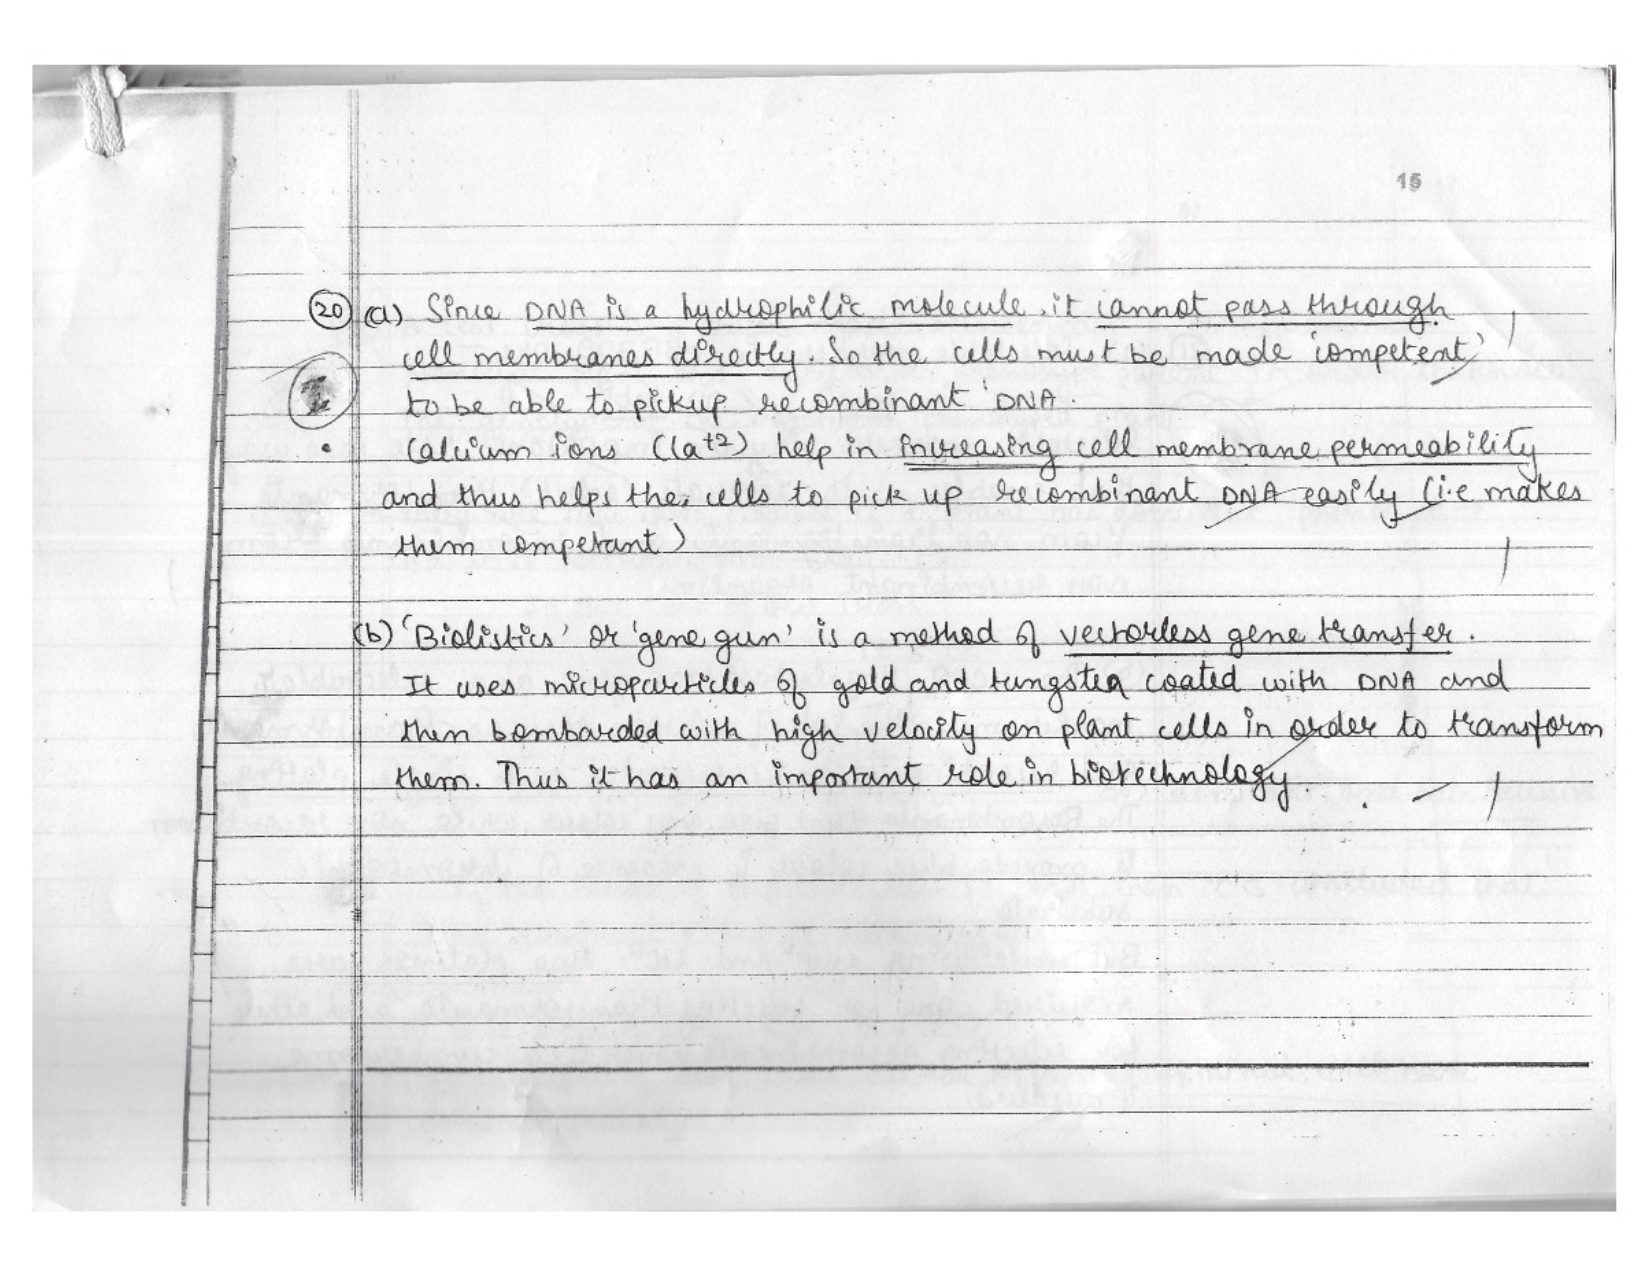 15
20 (a) Since DNA is a hydrophilic molecule, it cannot pass through
cell membranes directly. So the cells must be made 'competent'
to be able to pickup recombinant DNA.
• Calcium ions (Ca+2) help in increasing cell membrane permeability
and thus helps the cells to pick up recombinant DNA easily (i.e makes
them competant)
(b) 'Biolistics' or 'gene gun' is a method of vectorless gene transfer.
It uses microparticles of gold and tungsten coated with DNA and
then bombarded with high velocity on plant cells in order to transform
them. Thus it has an important role in biotechnology